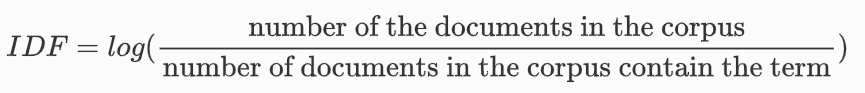 IDF = log(number of the documents in the corpus / number of documents in the corpus contain the term)